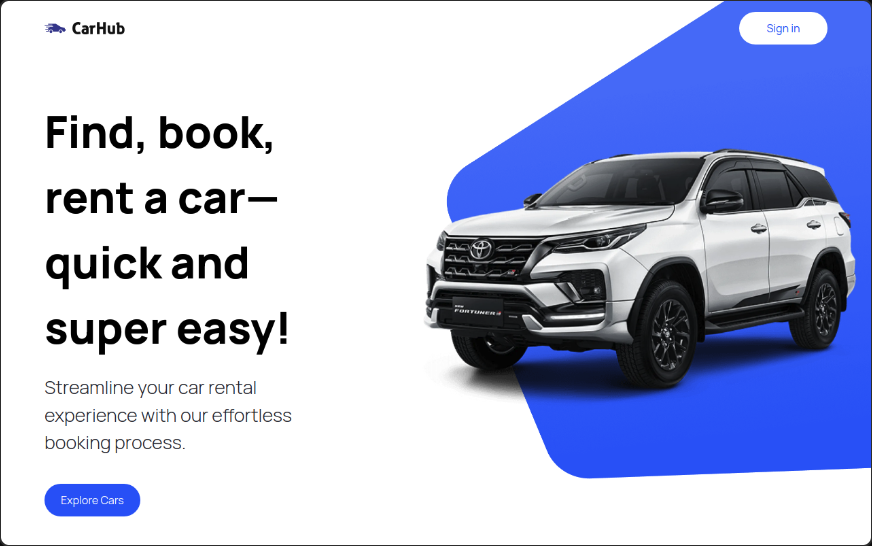 CarHub
Sign in
Find, book,
rent a car—
quick and
super easy!
Streamline your car rental
experience with our effortless
booking process.
Explore Cars
FORTUNER